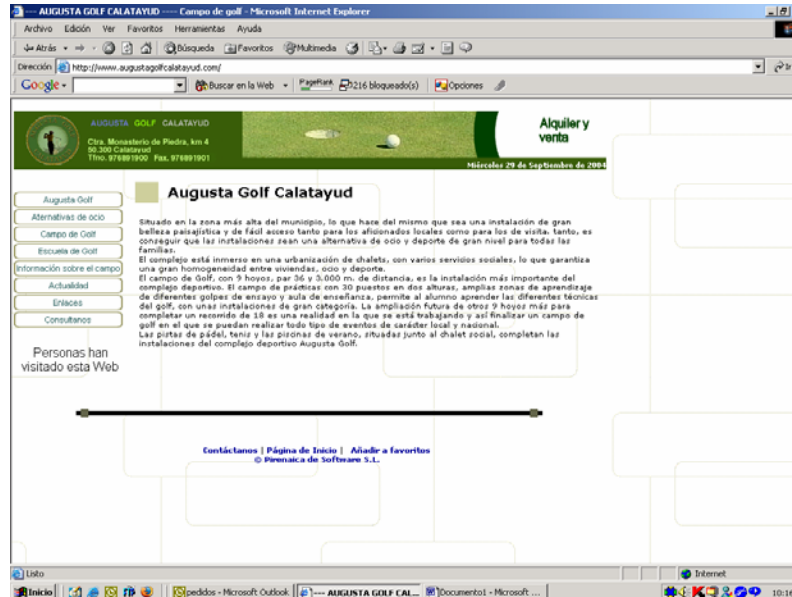 --- AUGUSTA GOLF CALATAYUD ---- Campo de golf - Microsoft Internet Explorer
Archivo Edición Ver Favoritos Herramientas Ayuda
Atrás Búsqueda Favoritos Multimedia
Dirección http://www.augustagolfcalatayud.com/
Google Buscar en la Web PageRank 216 bloqueado(s) Opciones
AUGUSTA GOLF CALATAYUD
Ctra. Monasterio de Piedra, km 4
50.300 Calatayud
Tfno. 976891900 Fax. 976891901
Alquiler y
venta
Miércoles 29 de Septiembre de 2004
Augusta Golf
Aternativas de ocio
Campo de Golf
Escuela de Golf
Información sobre el campo
Actualidad
Enlaces
Consultanos
Personas han
visitado esta Web
Augusta Golf Calatayud
Situado en la zona más alta del municipio, lo que hace del mismo que sea una instalación de gran
belleza paisajística y de fácil acceso tanto para los aficionados locales como para los de visita. tanto, es
conseguir que las instalaciones sean una alternativa de ocio y deporte de gran nivel para todas las
familias.
El complejo está inmerso en una urbanización de chalets, con varios servicios sociales, lo que garantiza
una gran homogeneidad entre viviendas, ocio y deporte.
El campo de Golf, con 9 hoyos, par 36 y 3.000 m. de distancia, es la instalación más importante del
complejo deportivo. El campo de prácticas con 30 puestos en dos alturas, amplias zonas de aprendizaje
de diferentes golpes de ensayo y aula de enseñanza, permite al alumno aprender las diferentes técnicas
del golf, con unas instalaciones de gran categoría. La ampliación futura de otros 9 hoyos más para
completar un recorrido de 18 es una realidad en la que se está trabajando y así finalizar un campo de
golf en el que se puedan realizar todo tipo de eventos de carácter local y nacional.
Las pistas de pádel, tenis y las piscinas de verano, situadas junto al chalet social, completan las
instalaciones del complejo deportivo Augusta Golf.
Contáctanos | Página de Inicio | Añadir a favoritos
© Pirenaica de Software S.L.
Listo Internet
Inicio pedidos - Microsoft Outlook --- AUGUSTA GOLF CAL... Documento1 - Microsoft ... 10:16